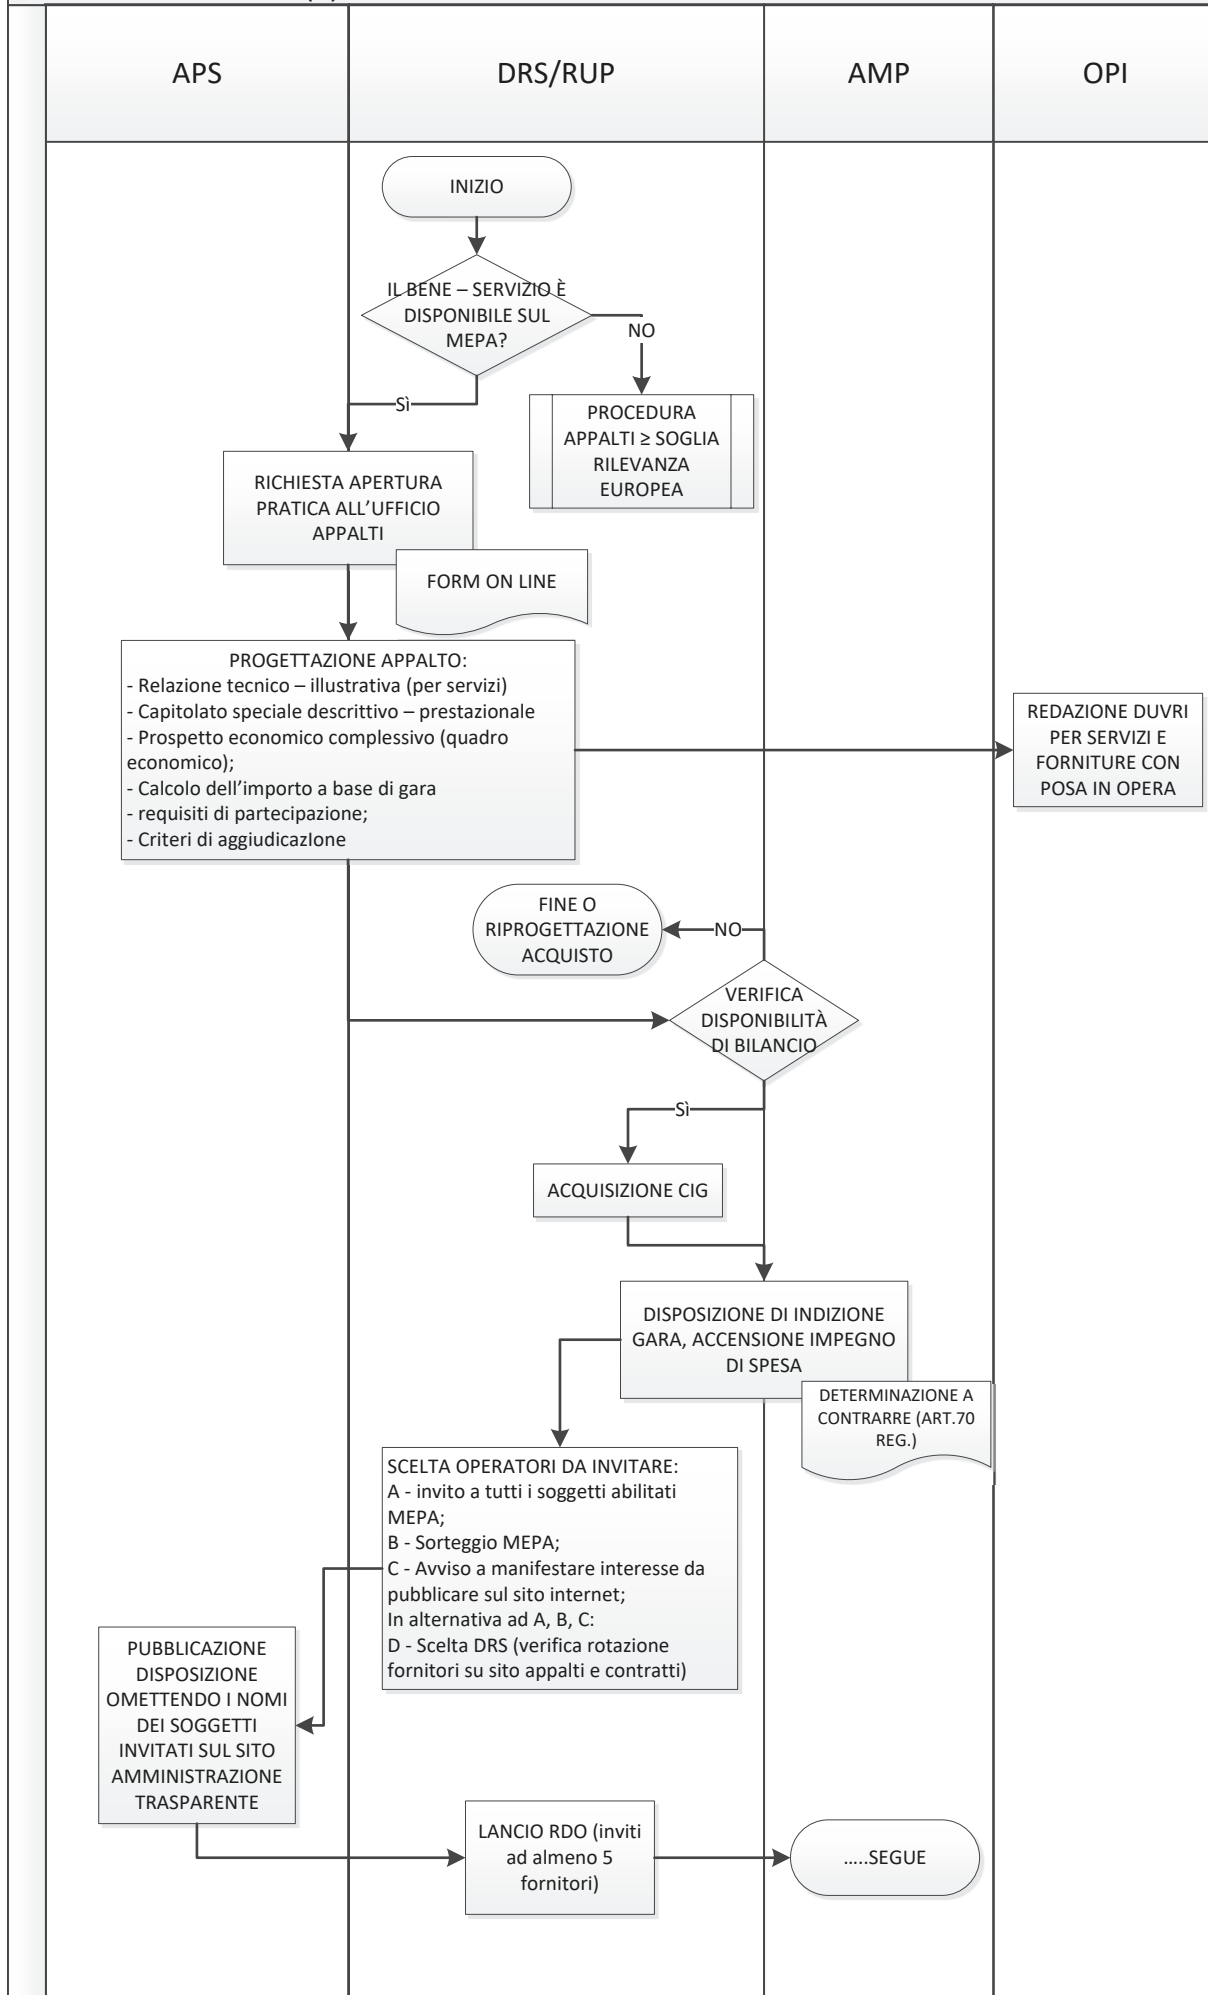 APS
DRS/RUP
AMP
OPI
INIZIO
IL BENE – SERVIZIO È
DISPONIBILE SUL
MEPA?
NO
Sì
PROCEDURA
APPALTI ≥ SOGLIA
RILEVANZA
EUROPEA
RICHIESTA APERTURA
PRATICA ALL’UFFICIO
APPALTI
FORM ON LINE
PROGETTAZIONE APPALTO:
- Relazione tecnico – illustrativa (per servizi)
- Capitolato speciale descrittivo – prestazionale
- Prospetto economico complessivo (quadro
economico);
- Calcolo dell’importo a base di gara
- requisiti di partecipazione;
- Criteri di aggiudicazIone
REDAZIONE DUVRI
PER SERVIZI E
FORNITURE CON
POSA IN OPERA
FINE O
RIPROGETTAZIONE
ACQUISTO
NO
VERIFICA
DISPONIBILITÀ
DI BILANCIO
Sì
ACQUISIZIONE CIG
DISPOSIZIONE DI INDIZIONE
GARA, ACCENSIONE IMPEGNO
DI SPESA
DETERMINAZIONE A
CONTRARRE (ART.70
REG.)
SCELTA OPERATORI DA INVITARE:
A - invito a tutti i soggetti abilitati
MEPA;
B - Sorteggio MEPA;
C - Avviso a manifestare interesse da
pubblicare sul sito internet;
In alternativa ad A, B, C:
D - Scelta DRS (verifica rotazione
fornitori su sito appalti e contratti)
PUBBLICAZIONE
DISPOSIZIONE
OMETTENDO I NOMI
DEI SOGGETTI
INVITATI SUL SITO
AMMINISTRAZIONE
TRASPARENTE
LANCIO RDO (inviti
ad almeno 5
fornitori)
…..SEGUE